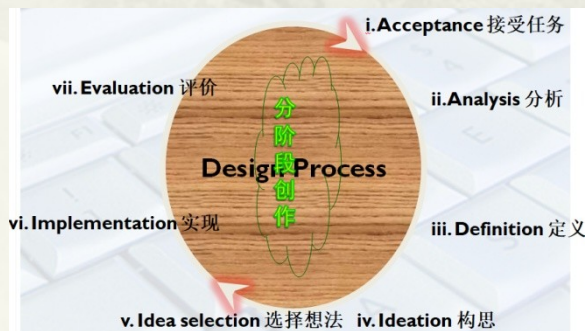 i.Acceptance 接受任务
ii.Analysis 分析
iii.Definition 定义
iv.Ideation 构思
v.Idea selection 选择想法
vi.Implementation 实现
vii.Evaluation 评价
Design Process
分阶段创作